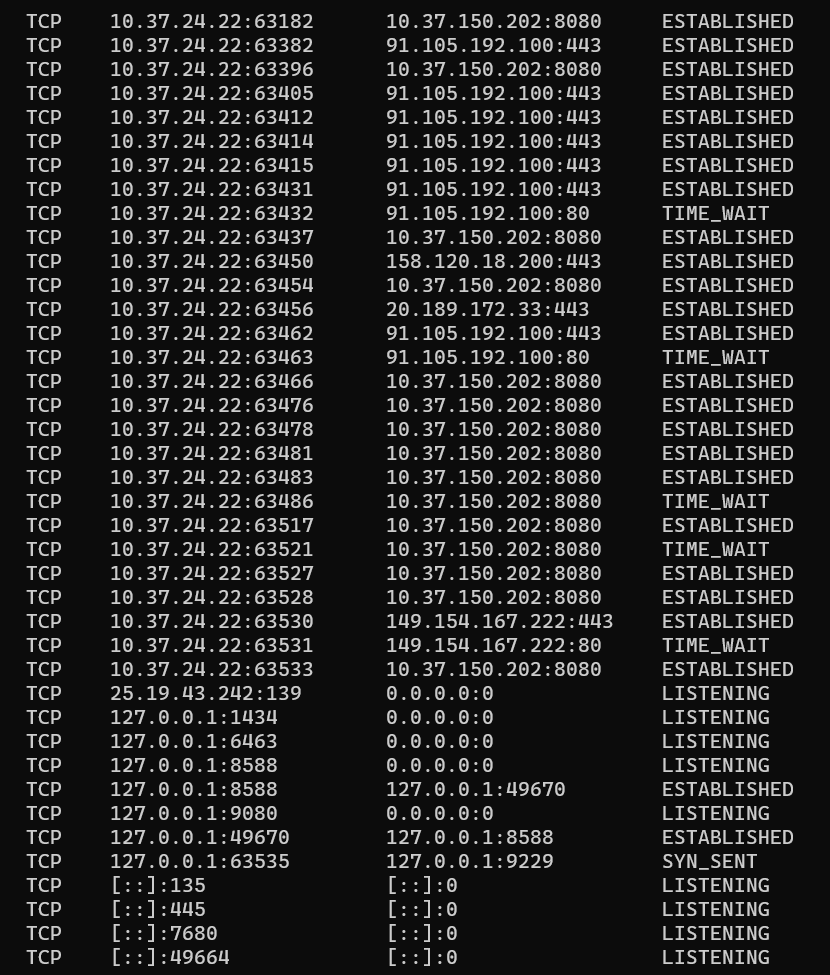 TCP 10.37.24.22:63182 10.37.150.202:8080 ESTABLISHED
TCP 10.37.24.22:63382 91.105.192.100:443 ESTABLISHED
TCP 10.37.24.22:63396 10.37.150.202:8080 ESTABLISHED
TCP 10.37.24.22:63405 91.105.192.100:443 ESTABLISHED
TCP 10.37.24.22:63412 91.105.192.100:443 ESTABLISHED
TCP 10.37.24.22:63414 91.105.192.100:443 ESTABLISHED
TCP 10.37.24.22:63415 91.105.192.100:443 ESTABLISHED
TCP 10.37.24.22:63431 91.105.192.100:443 ESTABLISHED
TCP 10.37.24.22:63432 91.105.192.100:80 TIME_WAIT
TCP 10.37.24.22:63437 10.37.150.202:8080 ESTABLISHED
TCP 10.37.24.22:63450 158.120.18.200:443 ESTABLISHED
TCP 10.37.24.22:63454 10.37.150.202:8080 ESTABLISHED
TCP 10.37.24.22:63456 20.189.172.33:443 ESTABLISHED
TCP 10.37.24.22:63462 91.105.192.100:443 ESTABLISHED
TCP 10.37.24.22:63463 91.105.192.100:80 TIME_WAIT
TCP 10.37.24.22:63466 10.37.150.202:8080 ESTABLISHED
TCP 10.37.24.22:63476 10.37.150.202:8080 ESTABLISHED
TCP 10.37.24.22:63478 10.37.150.202:8080 ESTABLISHED
TCP 10.37.24.22:63481 10.37.150.202:8080 ESTABLISHED
TCP 10.37.24.22:63483 10.37.150.202:8080 ESTABLISHED
TCP 10.37.24.22:63486 10.37.150.202:8080 TIME_WAIT
TCP 10.37.24.22:63517 10.37.150.202:8080 ESTABLISHED
TCP 10.37.24.22:63521 10.37.150.202:8080 TIME_WAIT
TCP 10.37.24.22:63527 10.37.150.202:8080 ESTABLISHED
TCP 10.37.24.22:63528 10.37.150.202:8080 ESTABLISHED
TCP 10.37.24.22:63530 149.154.167.222:443 ESTABLISHED
TCP 10.37.24.22:63531 149.154.167.222:80 TIME_WAIT
TCP 10.37.24.22:63533 10.37.150.202:8080 ESTABLISHED
TCP 25.19.43.242:139 0.0.0.0:0 LISTENING
TCP 127.0.0.1:1434 0.0.0.0:0 LISTENING
TCP 127.0.0.1:6463 0.0.0.0:0 LISTENING
TCP 127.0.0.1:8588 0.0.0.0:0 LISTENING
TCP 127.0.0.1:8588 127.0.0.1:49670 ESTABLISHED
TCP 127.0.0.1:9080 0.0.0.0:0 LISTENING
TCP 127.0.0.1:49670 127.0.0.1:8588 ESTABLISHED
TCP 127.0.0.1:63535 127.0.0.1:9229 SYN_SENT
TCP [::]:135 [::]:0 LISTENING
TCP [::]:445 [::]:0 LISTENING
TCP [::]:7680 [::]:0 LISTENING
TCP [::]:49664 [::]:0 LISTENING